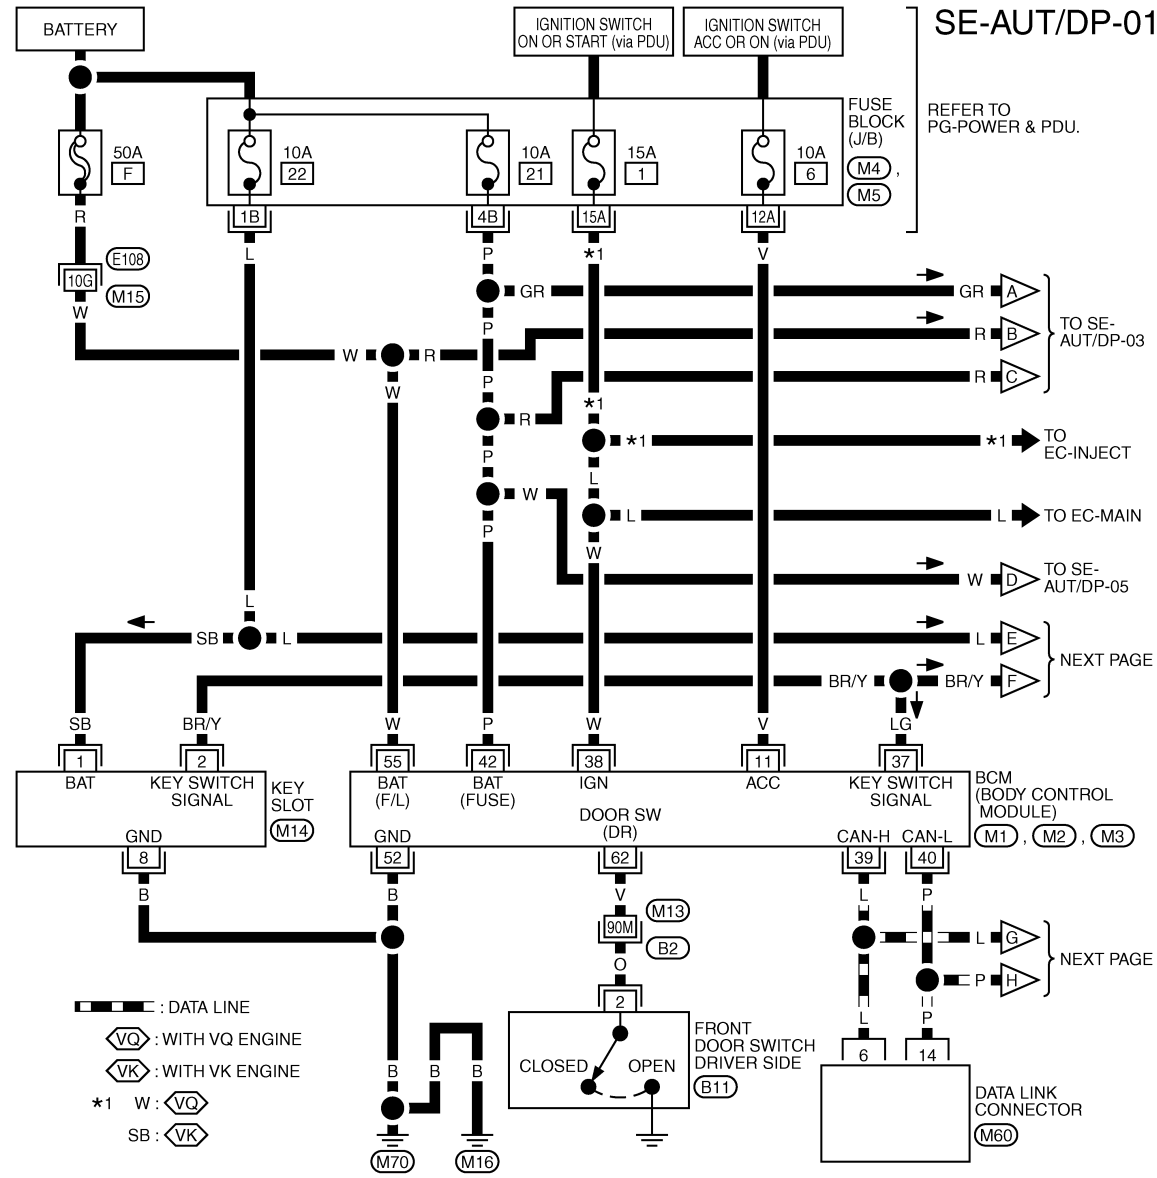 SE-AUT/DP-01
BATTERY
IGNITION SWITCH
ON OR START (via PDU)
IGNITION SWITCH
ACC OR ON (via PDU)
FUSE
BLOCK
(J/B)
M4 ,
M5
REFER TO
PG-POWER & PDU.
50A
F
10A
22
10A
21
15A
1
10A
6
1B
4B
15A
12A
R
E108
10G
M15
W
L
P
*1
V
GR
GR
A
P
R
B
TO SE-
AUT/DP-03
W
R
W
P
R
C
*1
R
*1
*1
TO
EC-INJECT
P
L
W
L
L
TO EC-MAIN
P
W
W
D
TO SE-
AUT/DP-05
L
SB
L
L
E
NEXT PAGE
BR/Y
BR/Y
F
SB
BR/Y
W
P
W
V
LG
1
2
55
42
38
11
37
BAT
KEY SWITCH
SIGNAL
GND
8
KEY
SLOT
M14
BAT
(F/L)
BAT
(FUSE)
IGN
ACC
KEY SWITCH
SIGNAL
BCM
(BODY CONTROL
MODULE)
M1 , M2 , M3
DOOR SW
(DR)
GND
CAN-H
CAN-L
52
62
39
40
B
B
V
L
P
M13
90M
B2
O
2
L
G
P
H
NEXT PAGE
L
P
6
14
: DATA LINE
VQ : WITH VQ ENGINE
VK : WITH VK ENGINE
*1 W : VQ
SB : VK
B
B
B
M70
M16
CLOSED
OPEN
FRONT
DOOR SWITCH
DRIVER SIDE
B11
DATA LINK
CONNECTOR
M60